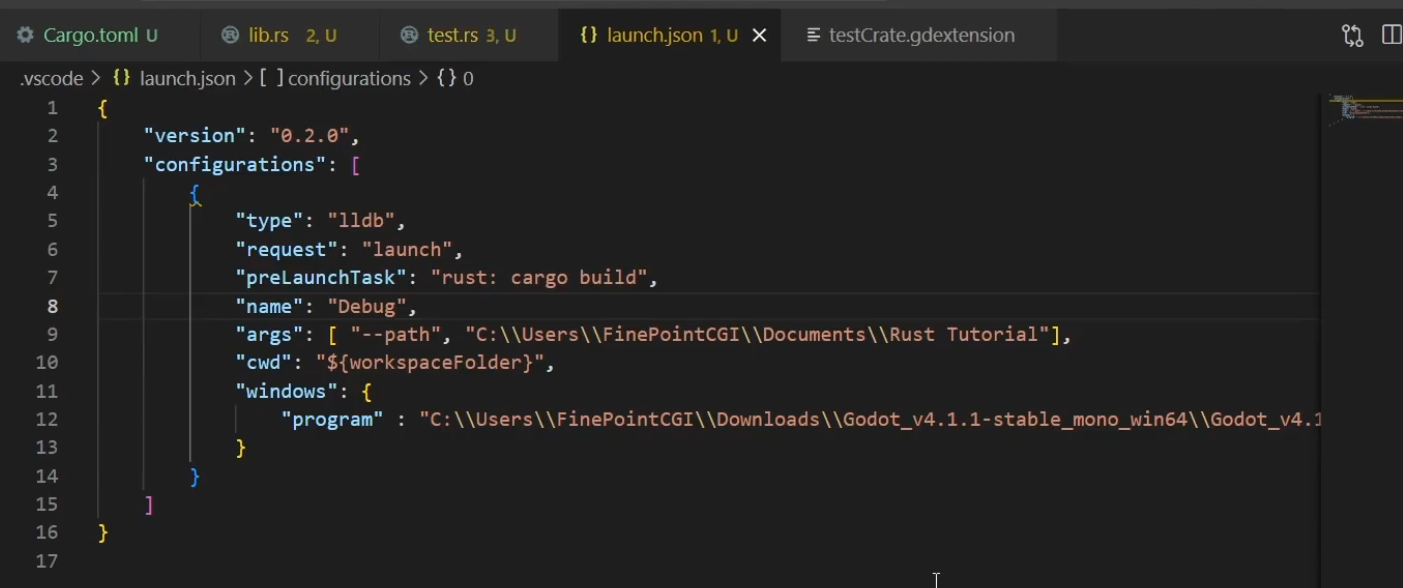 Cargo.toml U lib.rs 2, U test.rs 3, U {} launch.json 1, U testCrate.gdextension
.vscode > {} launch.json > [ ] configurations > {} 0
1 {
2 "version": "0.2.0",
3 "configurations": [
4 {
5 "type": "lldb",
6 "request": "launch",
7 "preLaunchTask": "rust: cargo build",
8 "name": "Debug",
9 "args": [ "--path", "C:\\Users\\FinePointCGI\\Documents\\Rust Tutorial"],
10 "cwd": "${workspaceFolder}",
11 "windows": {
12 "program" : "C:\\Users\\FinePointCGI\\Downloads\\Godot_v4.1.1-stable_mono_win64\\Godot_v4.1
13 }
14 }
15 ]
16 }
17